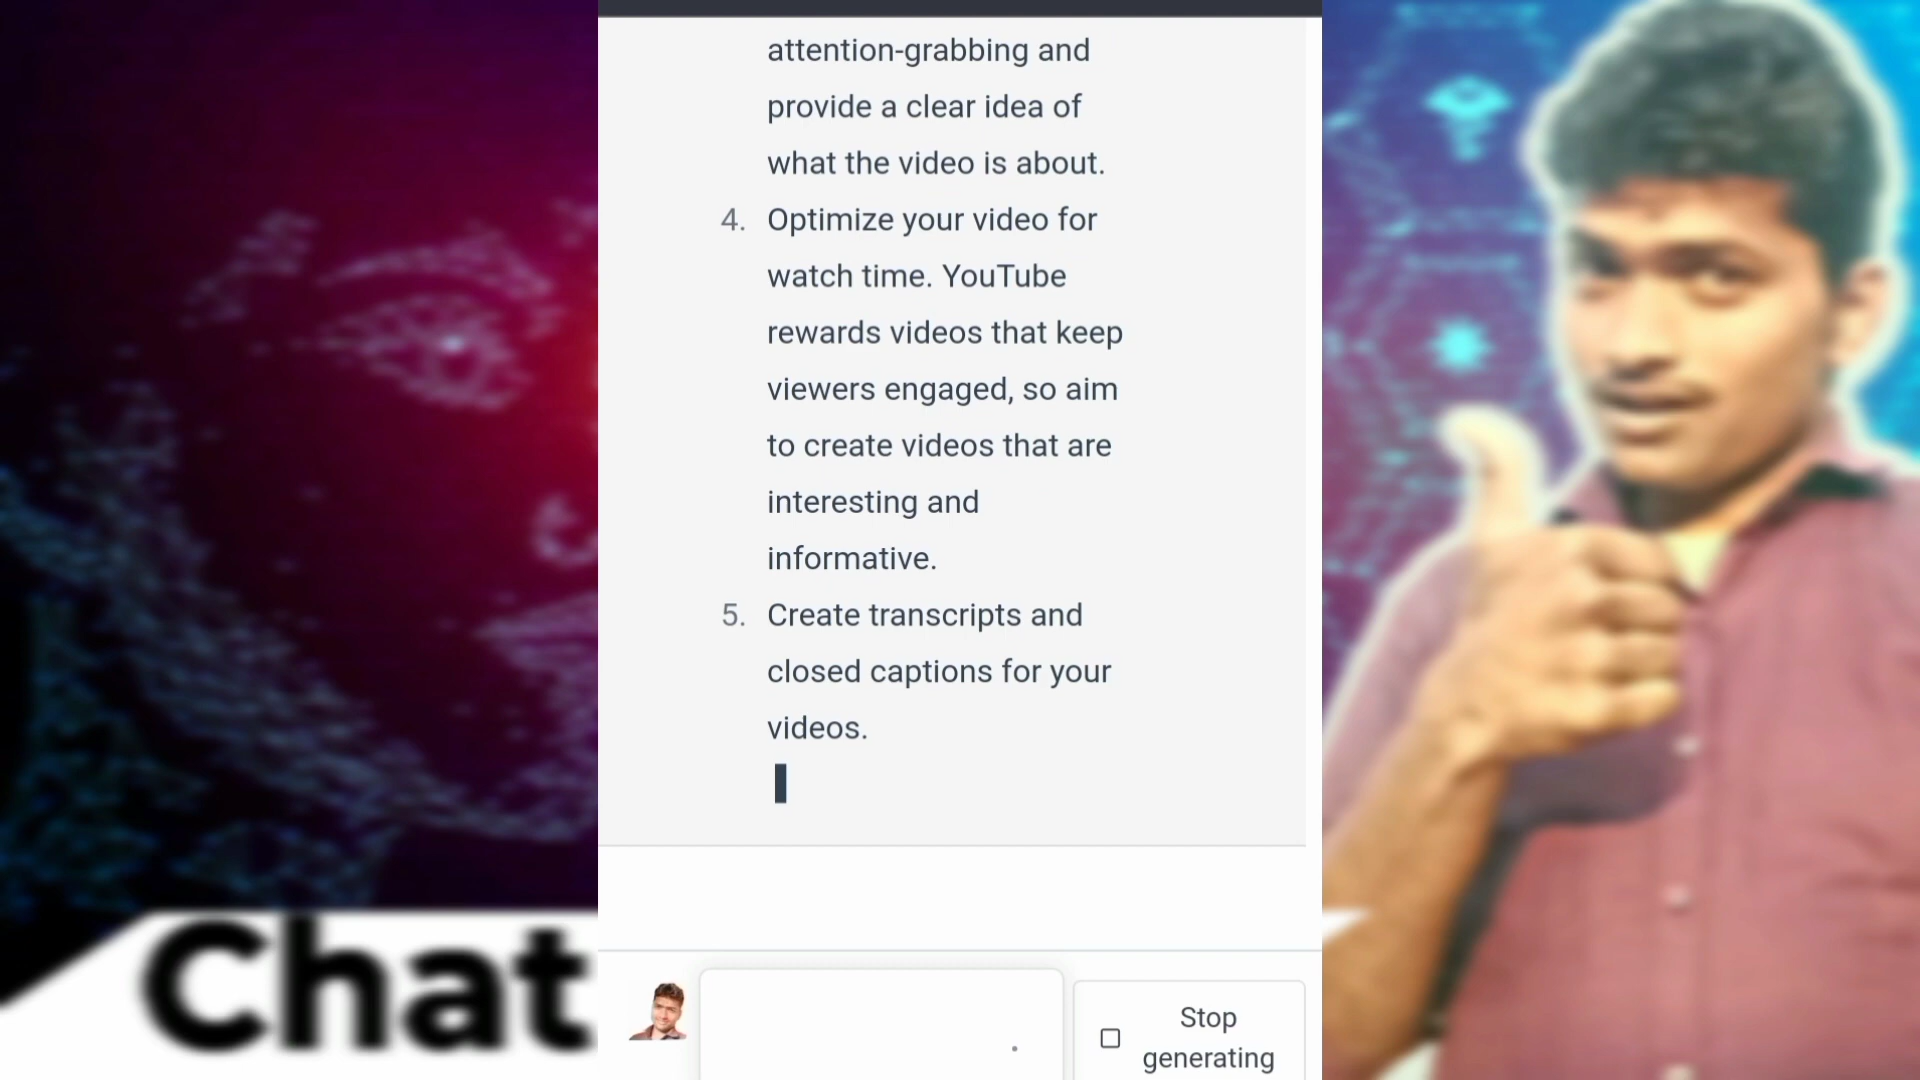 attention-grabbing and
provide a clear idea of
what the video is about.
4. Optimize your video for
watch time. YouTube
rewards videos that keep
viewers engaged, so aim
to create videos that are
interesting and
informative.
5. Create transcripts and
closed captions for your
videos.
Chat
Stop
generating